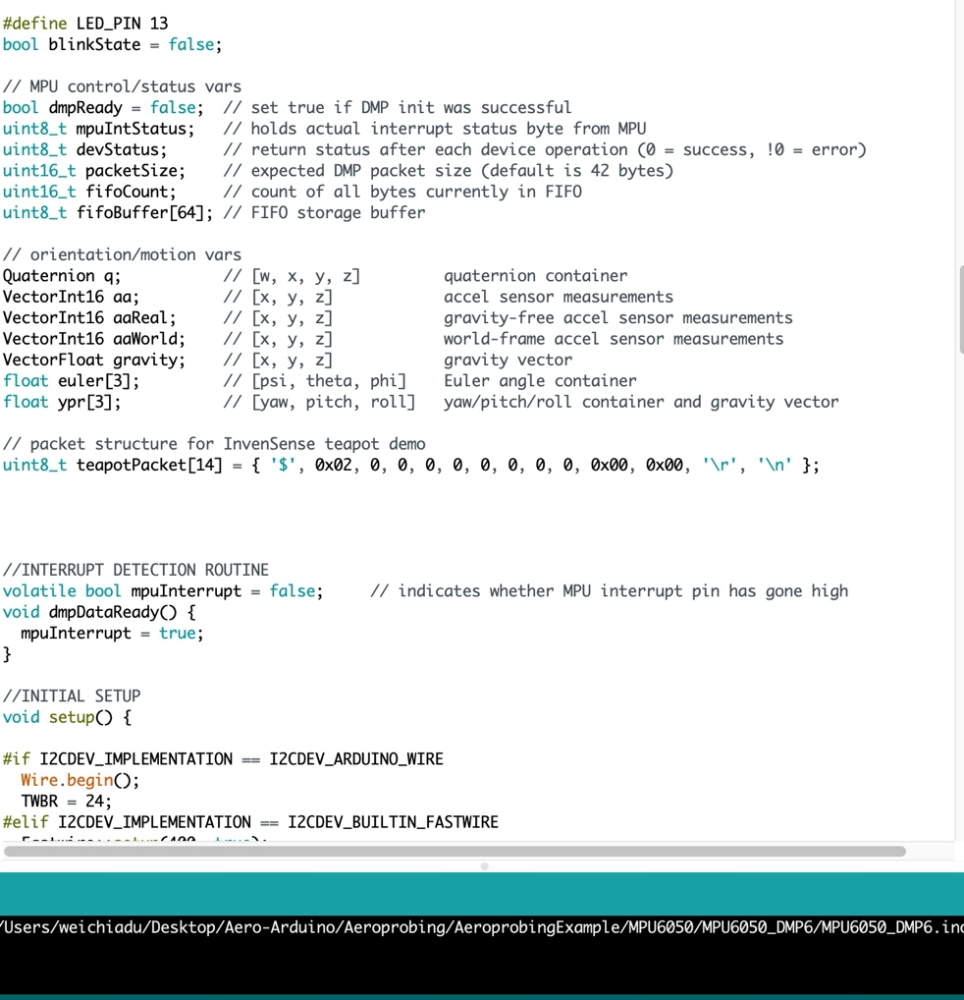 #define LED_PIN 13
bool blinkState = false;

// MPU control/status vars
bool dmpReady = false;  // set true if DMP init was successful
uint8_t mpuIntStatus;   // holds actual interrupt status byte from MPU
uint8_t devStatus;      // return status after each device operation (0 = success, !0 = error)
uint16_t packetSize;    // expected DMP packet size (default is 42 bytes)
uint16_t fifoCount;     // count of all bytes currently in FIFO
uint8_t fifoBuffer[64]; // FIFO storage buffer

// orientation/motion vars
Quaternion q;           // [w, x, y, z]         quaternion container
VectorInt16 aa;         // [x, y, z]            accel sensor measurements
VectorInt16 aaReal;     // [x, y, z]            gravity-free accel sensor measurements
VectorInt16 aaWorld;    // [x, y, z]            world-frame accel sensor measurements
VectorFloat gravity;    // [x, y, z]            gravity vector
float euler[3];         // [psi, theta, phi]    Euler angle container
float ypr[3];           // [yaw, pitch, roll]   yaw/pitch/roll container and gravity vector

// packet structure for InvenSense teapot demo
uint8_t teapotPacket[14] = { '$', 0x02, 0, 0, 0, 0, 0, 0, 0, 0, 0x00, 0x00, '\r', '\n' };

//INTERRUPT DETECTION ROUTINE
volatile bool mpuInterrupt = false;     // indicates whether MPU interrupt pin has gone high
void dmpDataReady() {
  mpuInterrupt = true;
}

//INITIAL SETUP
void setup() {

#if I2CDEV_IMPLEMENTATION == I2CDEV_ARDUINO_WIRE
  Wire.begin();
  TWBR = 24;
#elif I2CDEV_IMPLEMENTATION == I2CDEV_BUILTIN_FASTWIRE
  Fastwire::setup(400, true);
/Users/weichiadu/Desktop/Aero-Arduino/Aeroprobing/AeroprobingExample/MPU6050/MPU6050_DMP6/MPU6050_DMP6.ino